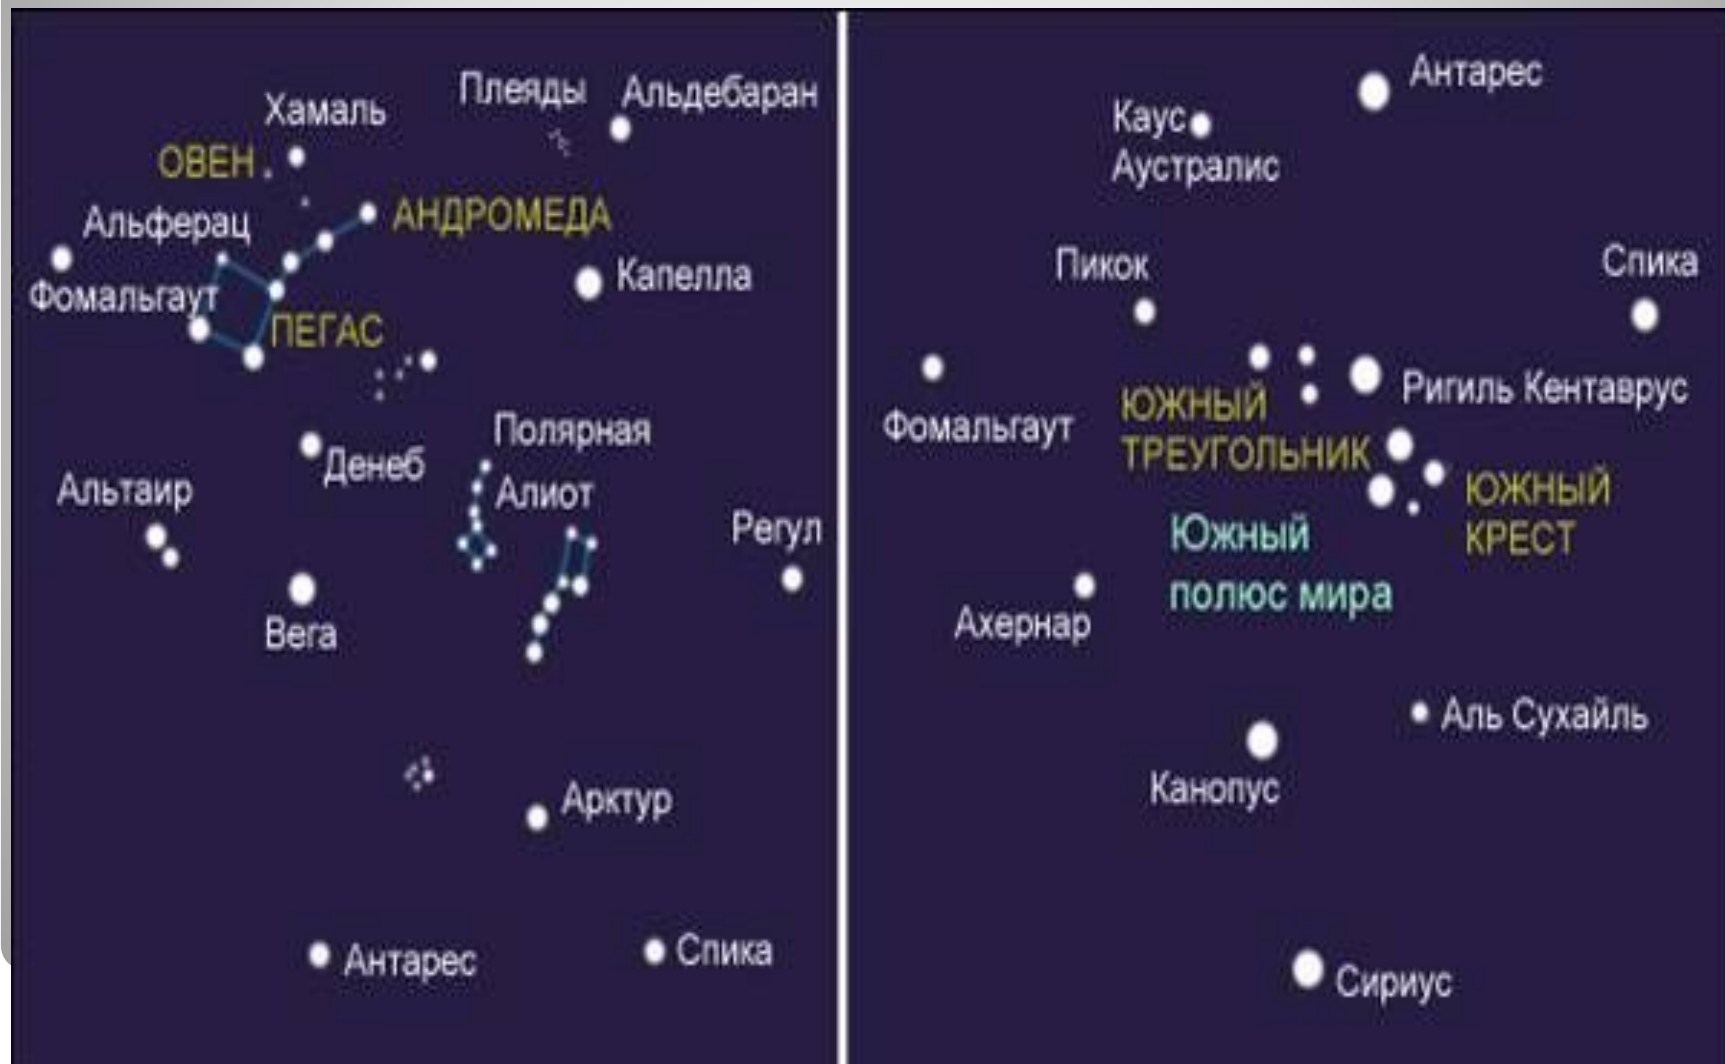 Плеяды
Альдебаран
Хамаль
ОВЕН
АНДРОМЕДА
Альферац
Капелла
Фомальгаут
ПЕГАС
Полярная
Денеб
Алиот
Альтаир
Регул
Вега
Арктур
Антарес
Спика
Антарес
Каус
Аустралис
Пикок
Спика
Ригиль Кентаврус
ЮЖНЫЙ
ТРЕУГОЛЬНИК
Фомальгаут
ЮЖНЫЙ
КРЕСТ
Южный
полюс мира
Ахернар
Аль Сухайль
Канопус
Сириус